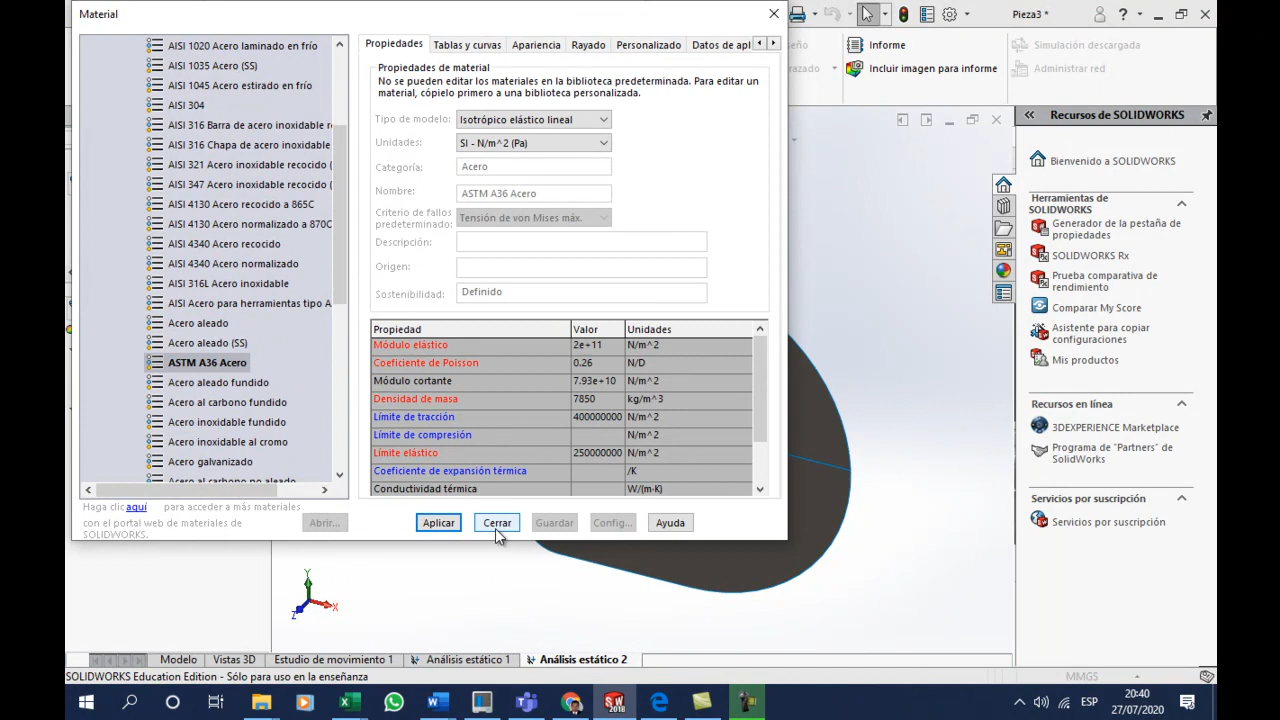 Material
AISI 1020 Acero laminado en frío
AISI 1035 Acero (SS)
AISI 1045 Acero estirado en frío
AISI 304
AISI 316 Barra de acero inoxidable r
AISI 316 Chapa de acero inoxidable
AISI 321 Acero inoxidable recocido (
AISI 347 Acero inoxidable recocido (
AISI 4130 Acero recocido a 865C
AISI 4130 Acero normalizado a 870C
AISI 4340 Acero recocido
AISI 4340 Acero normalizado
AISI 316L Acero inoxidable
AISI Acero para herramientas tipo A
Acero aleado
Acero aleado (SS)
ASTM A36 Acero
Acero aleado fundido
Acero al carbono fundido
Acero inoxidable fundido
Acero inoxidable al cromo
Acero galvanizado
Acero al carbono no aleado
Haga clic aquí para acceder a más materiales
con el portal web de materiales de
SOLIDWORKS.
Abrir...
Propiedades Tablas y curvas Apariencia Rayado Personalizado Datos de apl
Propiedades de material
No se pueden editar los materiales en la biblioteca predeterminada. Para editar un
material, cópielo primero a una biblioteca personalizada.
Tipo de modelo: Isotrópico elástico lineal
Unidades: SI - N/m^2 (Pa)
Categoría: Acero
Nombre: ASTM A36 Acero
Criterio de fallos
predeterminado: Tensión de von Mises máx.
Descripción:
Origen:
Sostenibilidad: Definido
Propiedad Valor Unidades
Módulo elástico 2e+11 N/m^2
Coeficiente de Poisson 0.26 N/D
Módulo cortante 7.93e+10 N/m^2
Densidad de masa 7850 kg/m^3
Límite de tracción 400000000 N/m^2
Límite de compresión N/m^2
Límite elástico 250000000 N/m^2
Coeficiente de expansión térmica /K
Conductividad térmica W/(m·K)
Aplicar Cerrar Guardar Config... Ayuda
Pieza3 *
?
seño
azado
Informe
Incluir imagen para informe
Simulación descargada
Administrar red
Recursos de SOLIDWORKS
Bienvenido a SOLIDWORKS
Herramientas de
SOLIDWORKS
Generador de la pestaña de
propiedades
SOLIDWORKS Rx
Prueba comparativa de
rendimiento
Comparar My Score
Asistente para copiar
configuraciones
Mis productos
Recursos en línea
3DEXPERIENCE Marketplace
Programa de "Partners" de
SolidWorks
Servicios por suscripción
Servicios por suscripción
Y
X
Z
Modelo Vistas 3D Estudio de movimiento 1 Análisis estático 1 Análisis estático 2
SOLIDWORKS Education Edition - Sólo para uso en la enseñanza
MMGS
SW
2018
ESP
20:40
27/07/2020